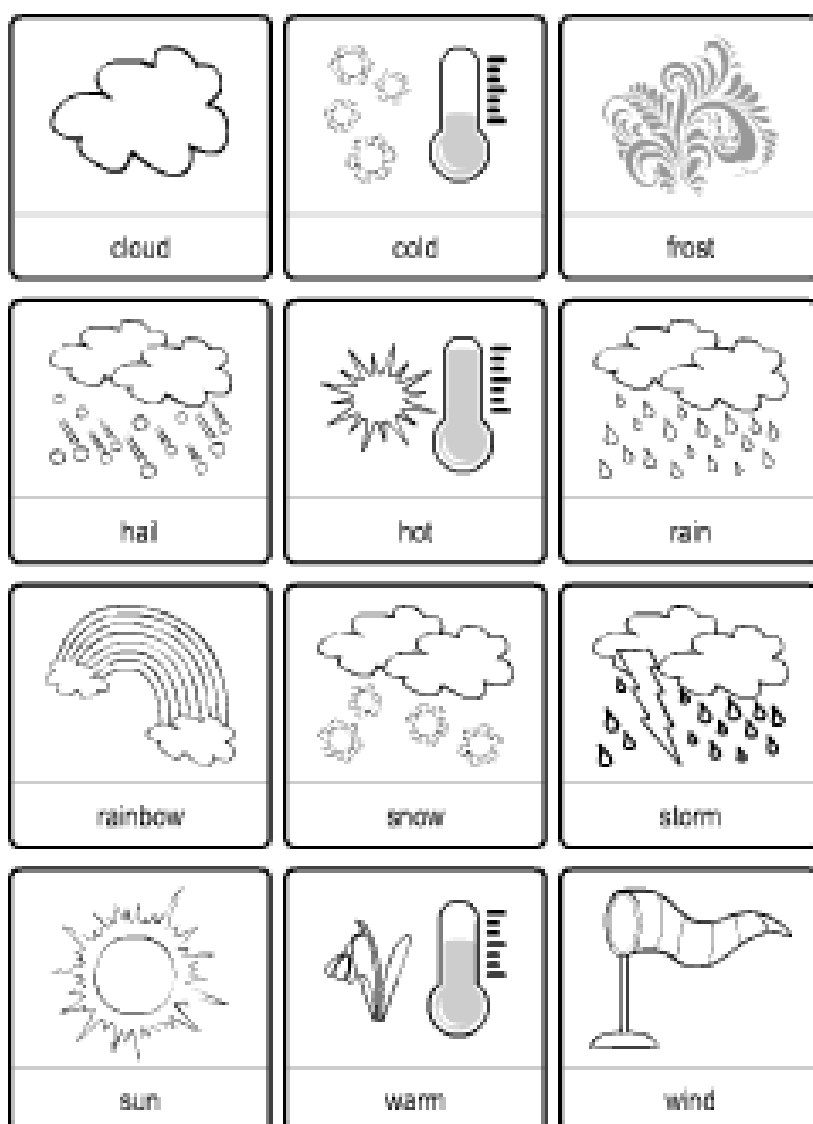 cloud
cold
frost
hail
hot
rain
rainbow
snow
storm
sun
warm
wind